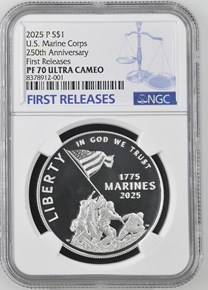 2025 P S$1
U.S. Marine Corps
250th Anniversary
First Releases
PF 70 ULTRA CAMEO
8378912-001
FIRST RELEASES
NGC
LIBERTY
IN GOD WE TRUST
1775
MARINES
2025